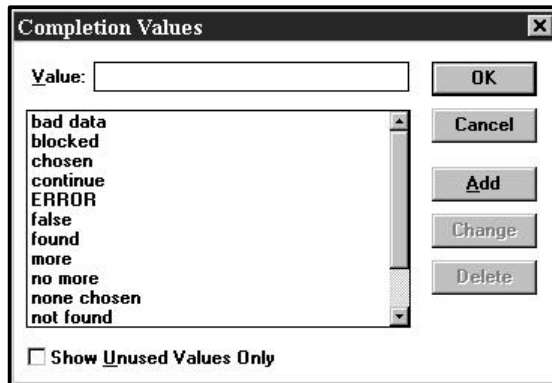 Completion Values
Value:
OK
bad data
blocked
chosen
continue
ERROR
false
found
more
no more
none chosen
not found
Cancel
Add
Change
Delete
Show Unused Values Only